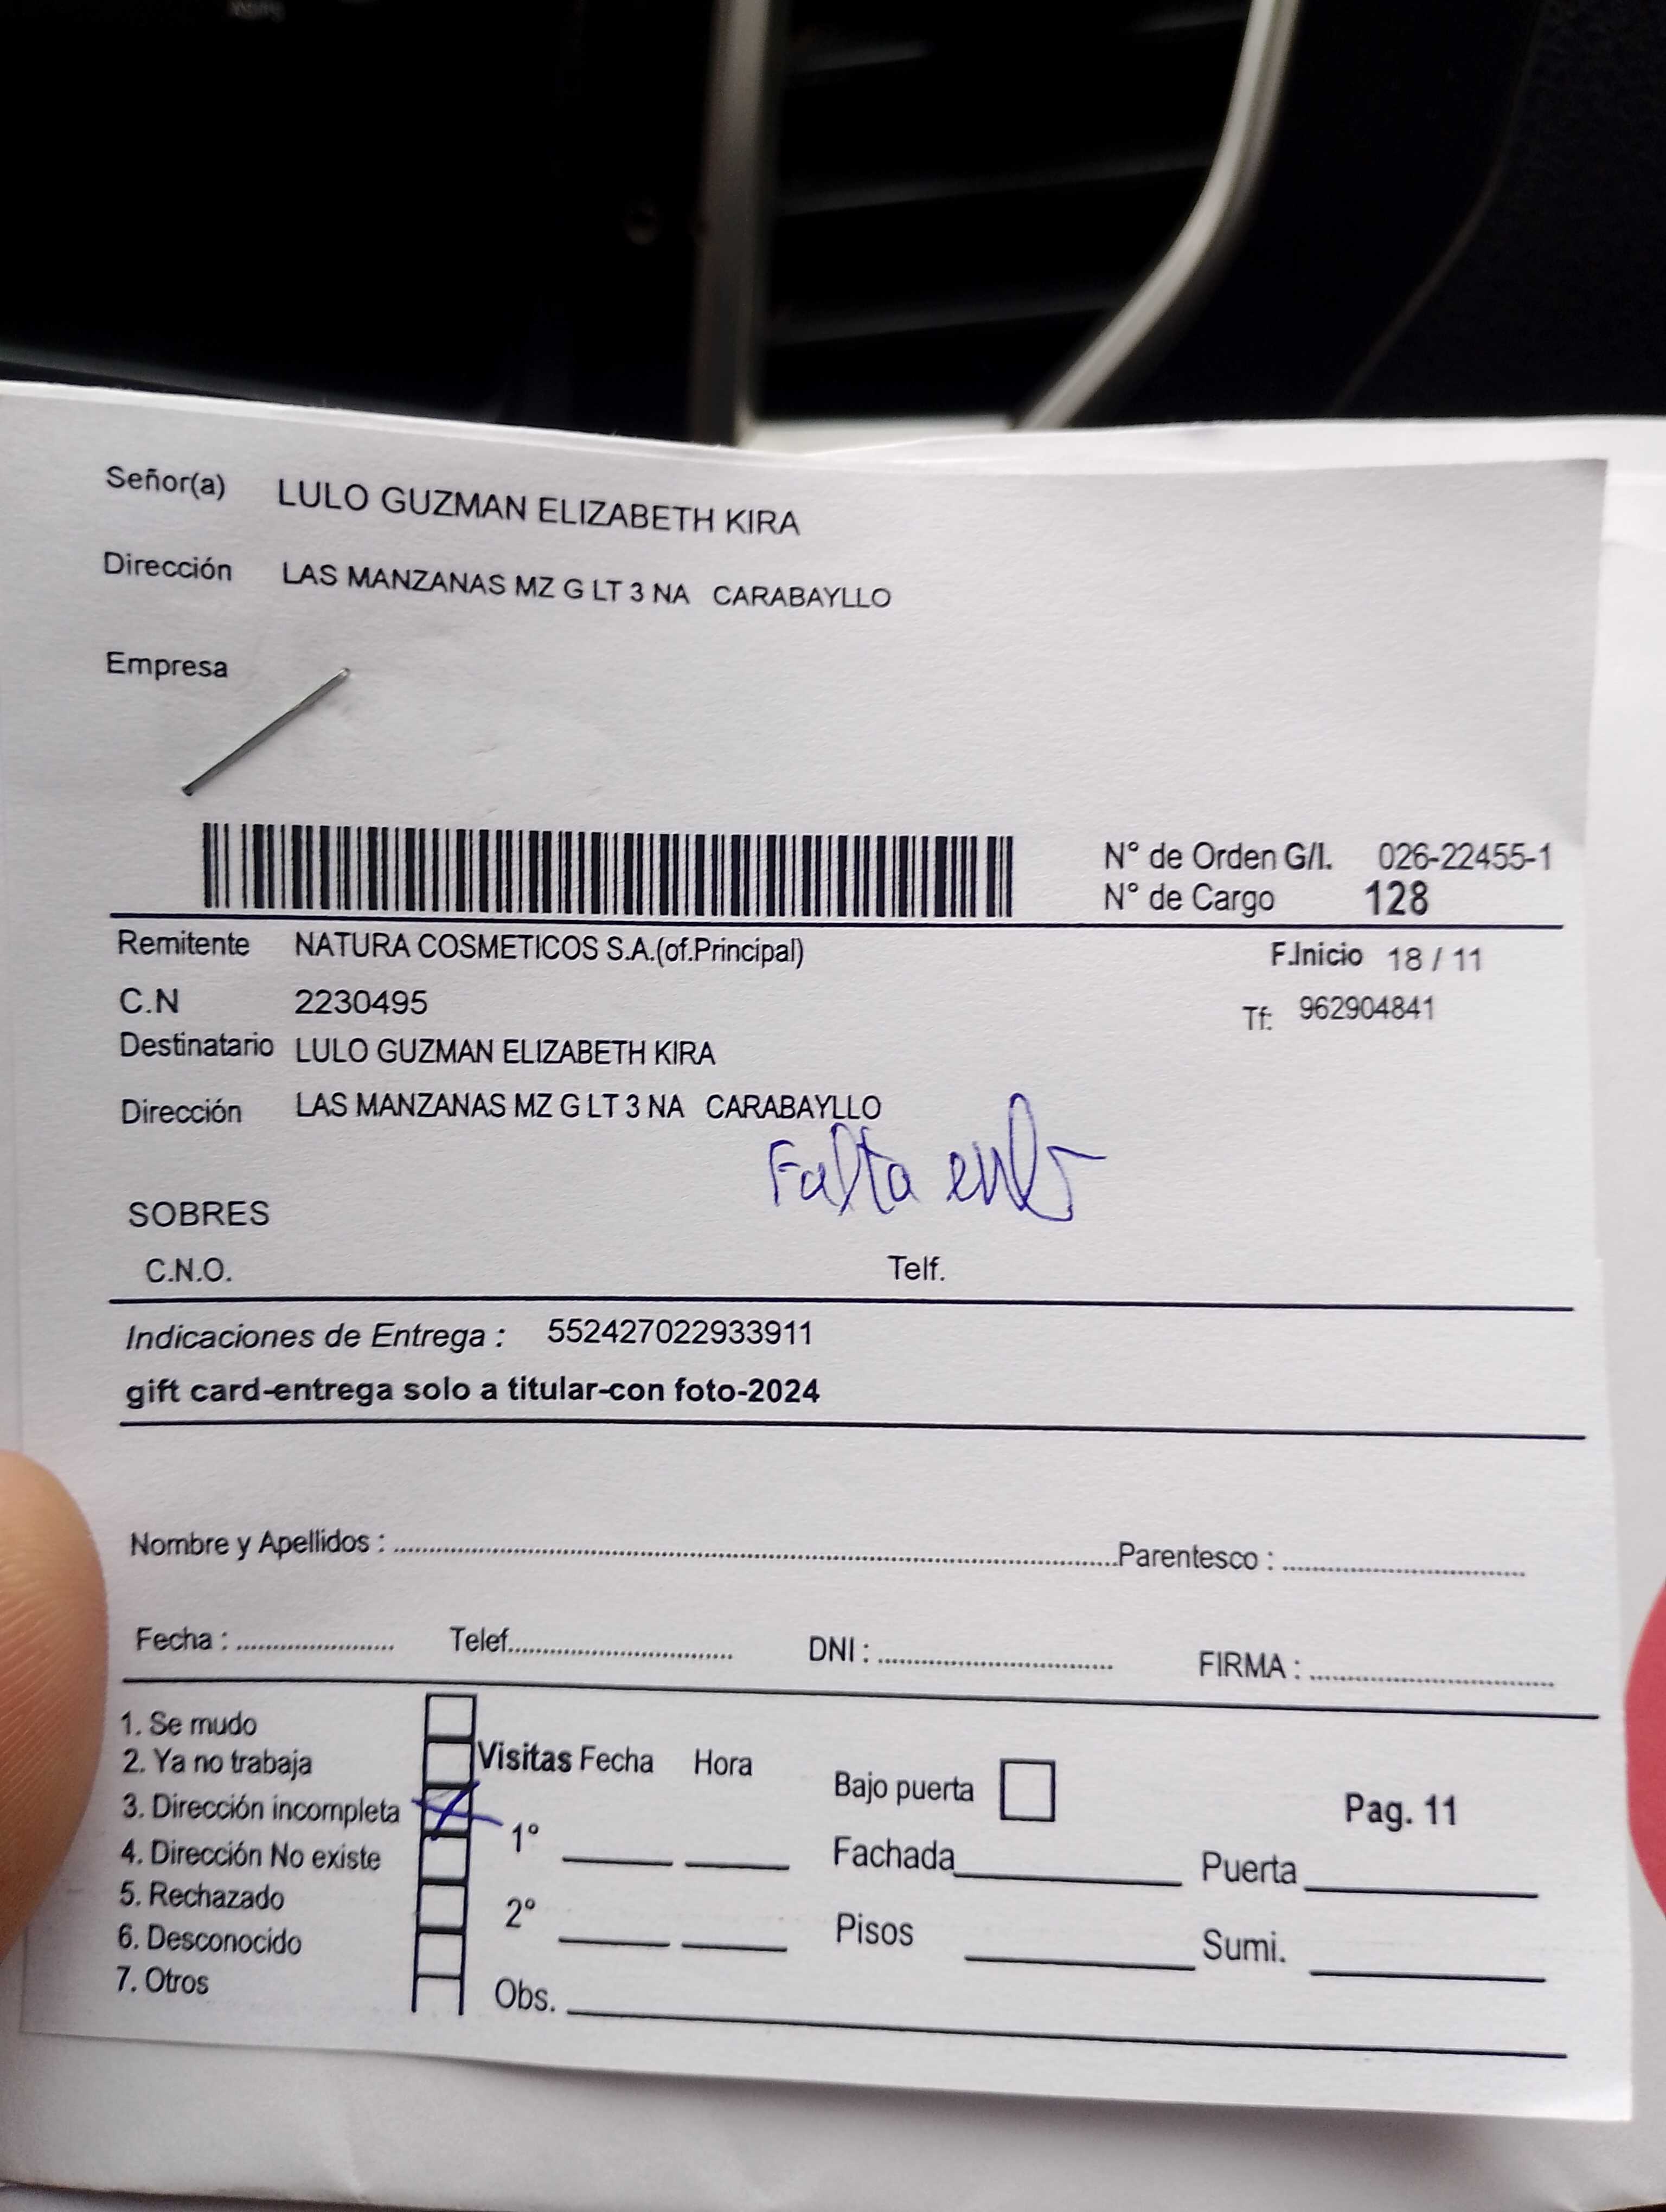 Señor(a) LULO GUZMAN ELIZABETH KIRA
Dirección LAS MANZANAS MZ G LT 3 NA CARABAYLLO
Empresa
N° de Orden G/I. 026-22455-1
N° de Cargo 128
Remitente NATURA COSMETICOS S.A.(of.Principal) F.Inicio 18 / 11
C.N 2230495 Tf: 962904841
Destinatario LULO GUZMAN ELIZABETH KIRA
Dirección LAS MANZANAS MZ G LT 3 NA CARABAYLLO
Falta
SOBRES
C.N.O. Telf.
Indicaciones de Entrega : 552427022933911
gift card-entrega solo a titular-con foto-2024
Nombre y Apellidos : Parentesco :
Fecha : Telef. DNI : FIRMA :
1. Se mudo
2. Ya no trabaja
3. Dirección incompleta
4. Dirección No existe
5. Rechazado
6. Desconocido
7. Otros
Visitas Fecha Hora
1°
2°
Obs.
Bajo puerta
Fachada Puerta
Pisos Sumi.
Pag. 11